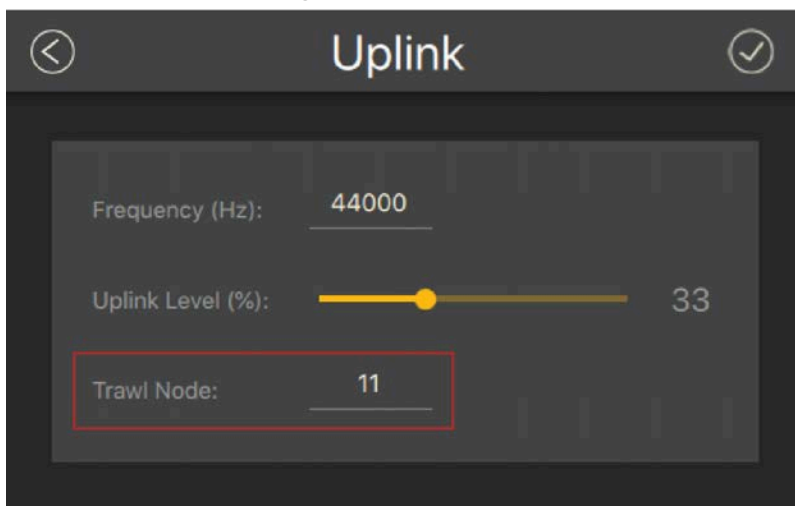 Uplink
Frequency (Hz): 44000
Uplink Level (%): 33
Trawl Node: 11